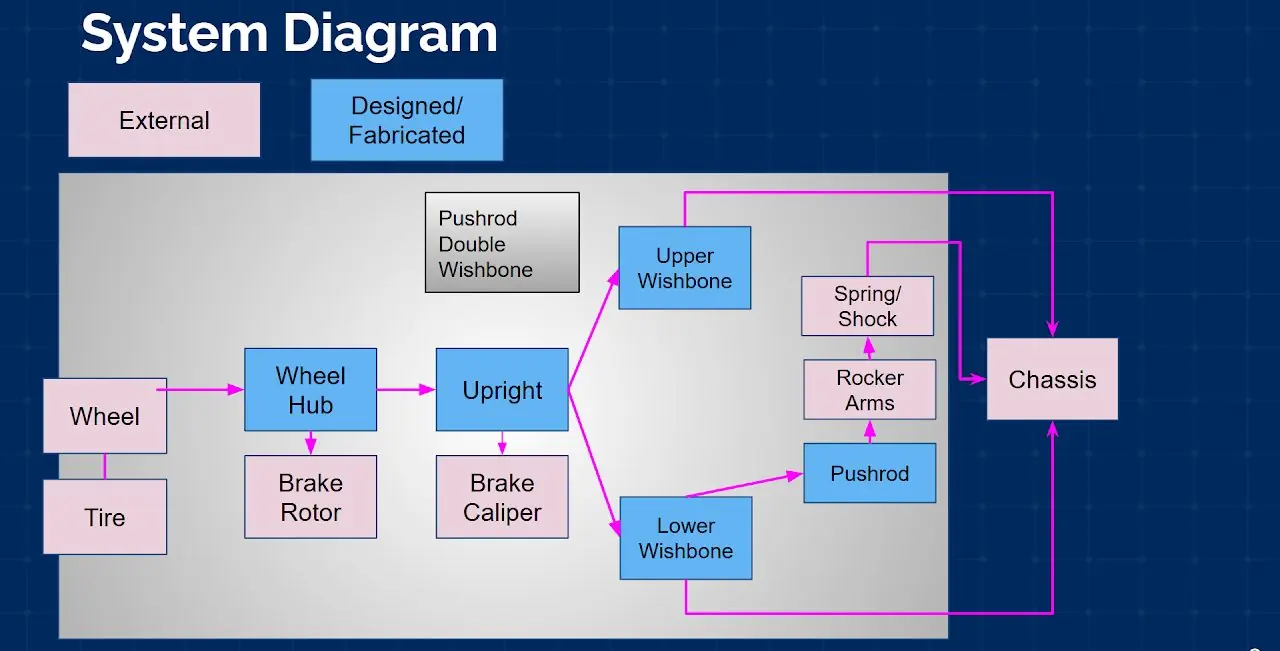 System Diagram
External
Designed/
Fabricated
Pushrod
Double
Wishbone
Upper
Wishbone
Spring/
Shock
Wheel
Hub
Upright
Rocker
Arms
Chassis
Wheel
Brake
Rotor
Brake
Caliper
Pushrod
Tire
Lower
Wishbone